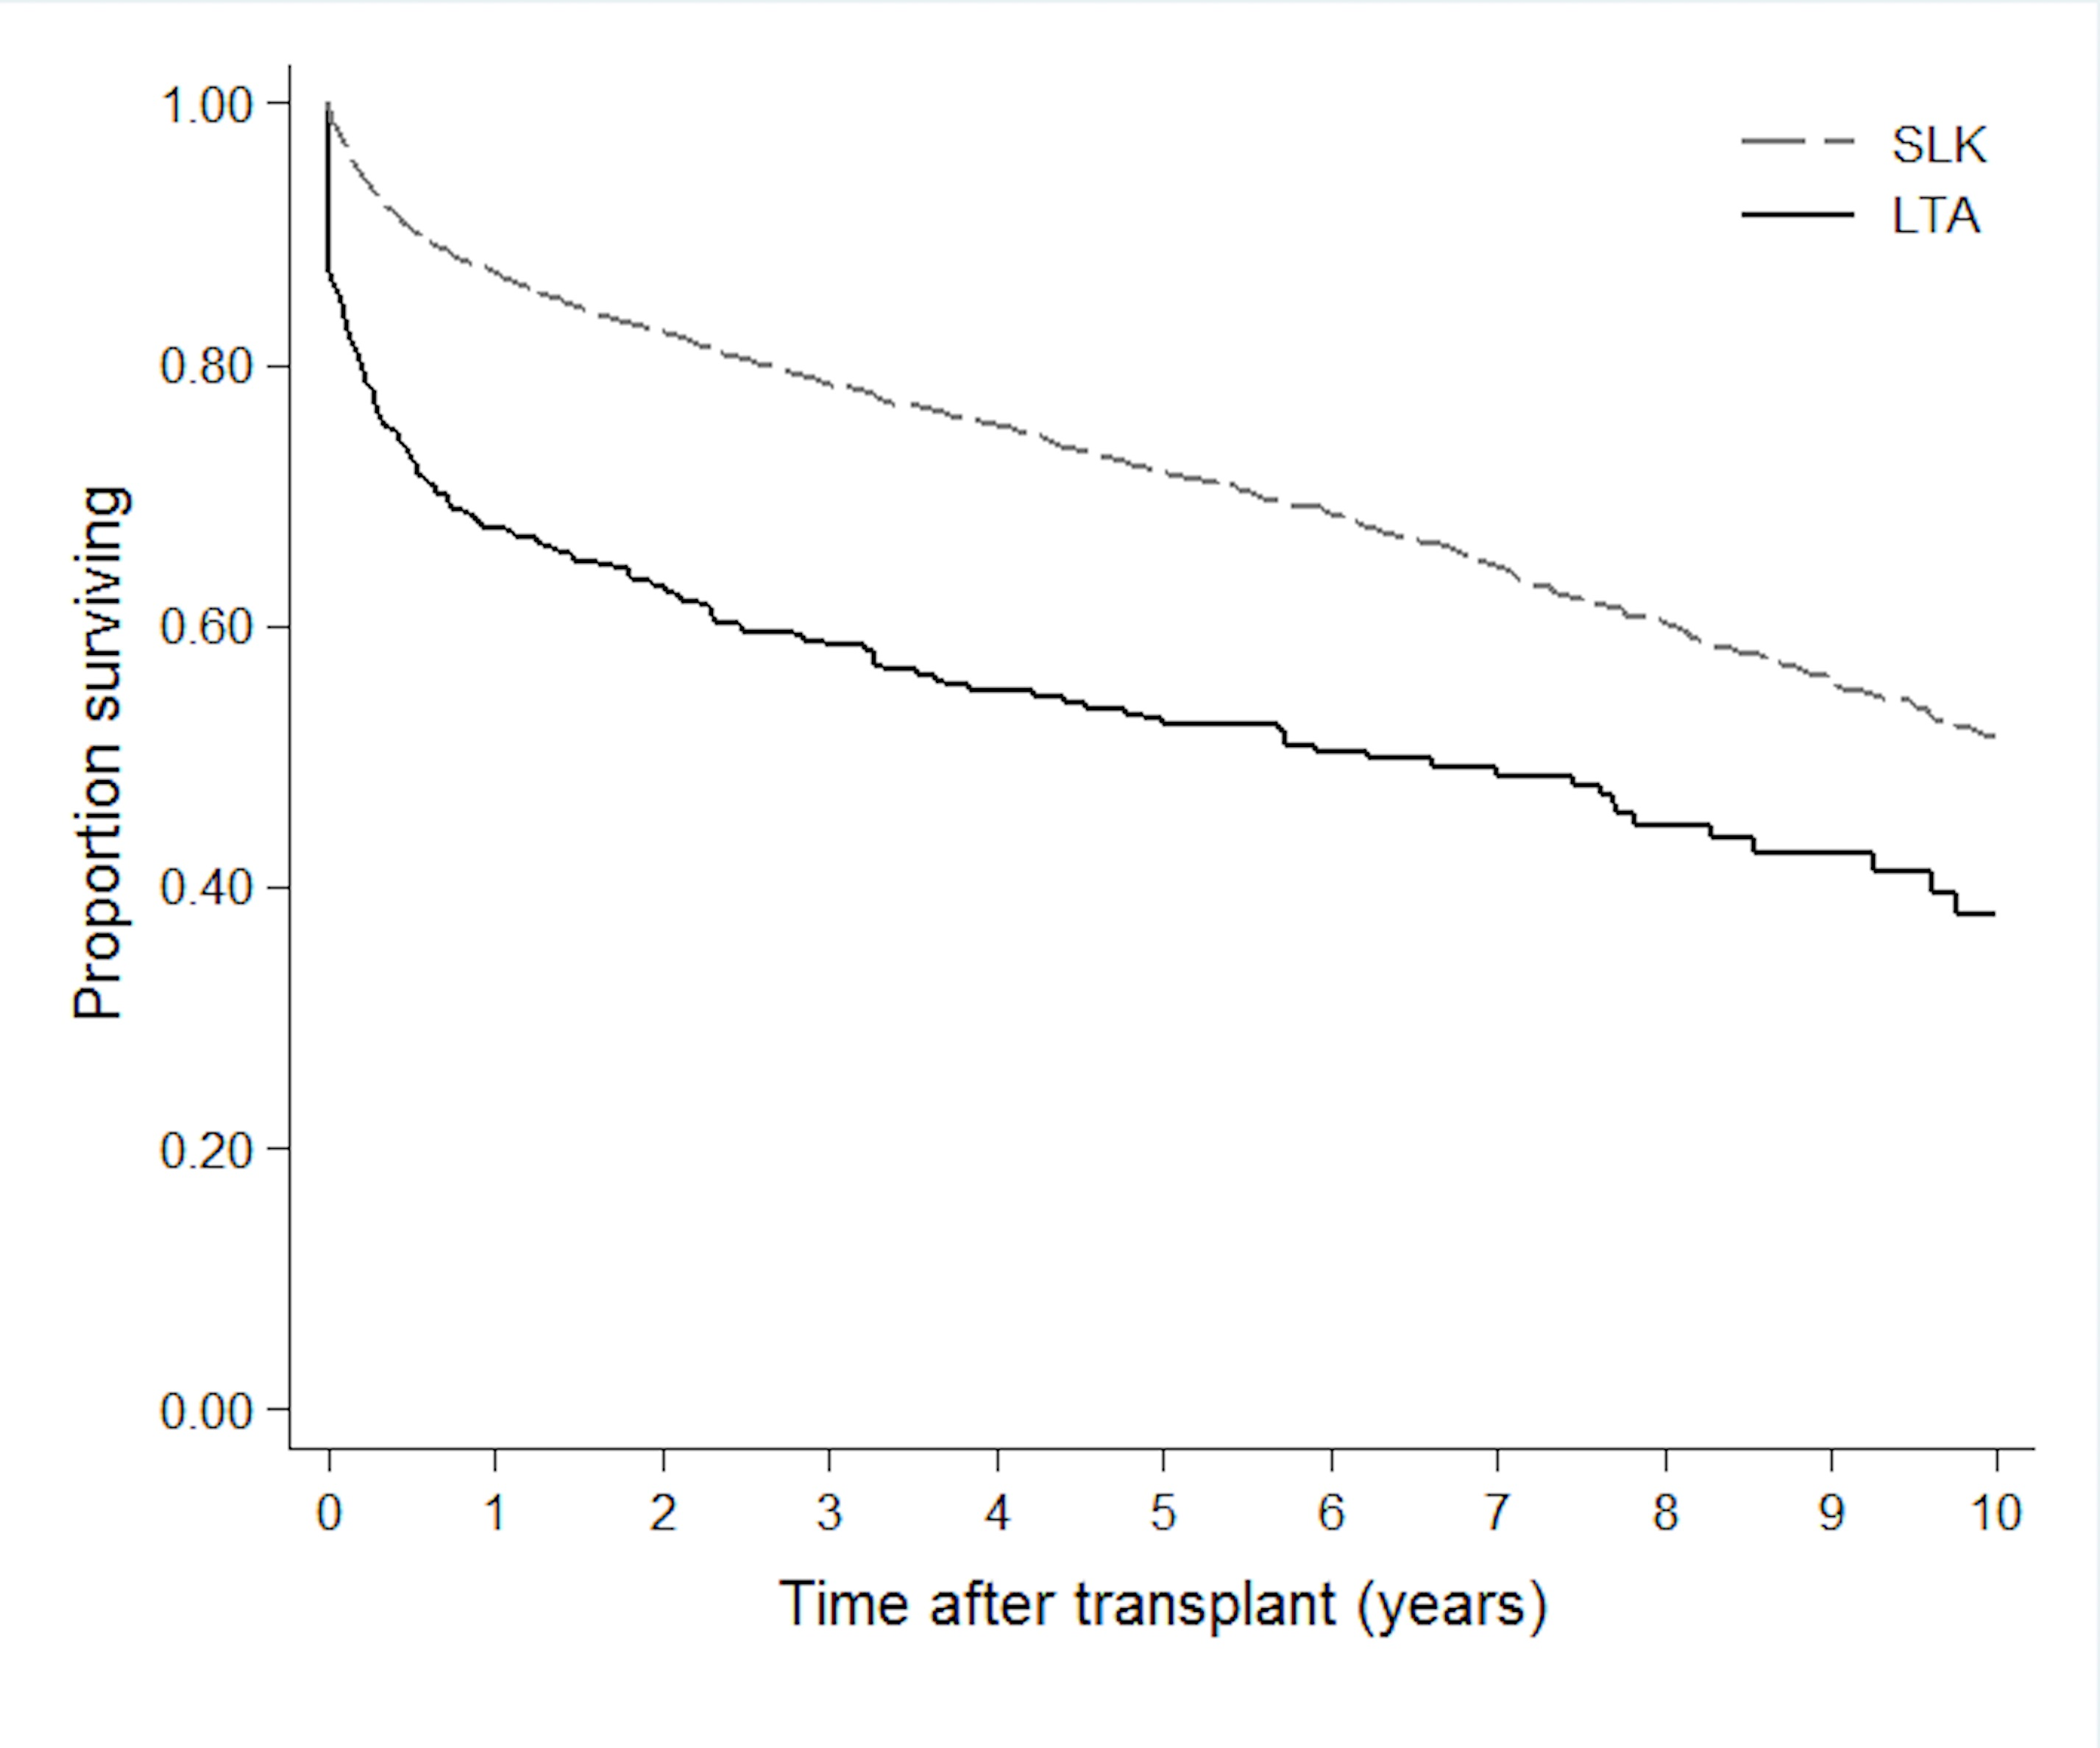 1.00
0.80
0.60
0.40
0.20
0.00
Proportion surviving
SLK
LTA
0 1 2 3 4 5 6 7 8 9 10
Time after transplant (years)